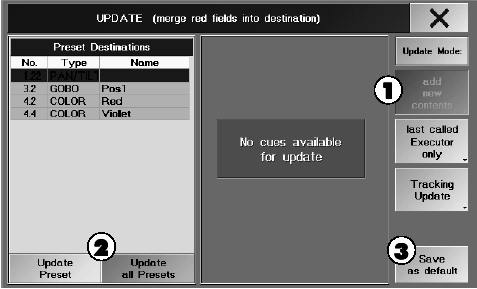 UPDATE (merge red fields into destination)
Preset Destinations
No. Type Name
1.22 PAN/TILT
3.2 GOBO Pos1
4.2 COLOR Red
4.4 COLOR Violet
No cues available
for update
Update Mode:
1
add
new
contents
last called
Executor
only
Tracking
Update
2
Update
Preset
Update
all Presets
3
Save
as default